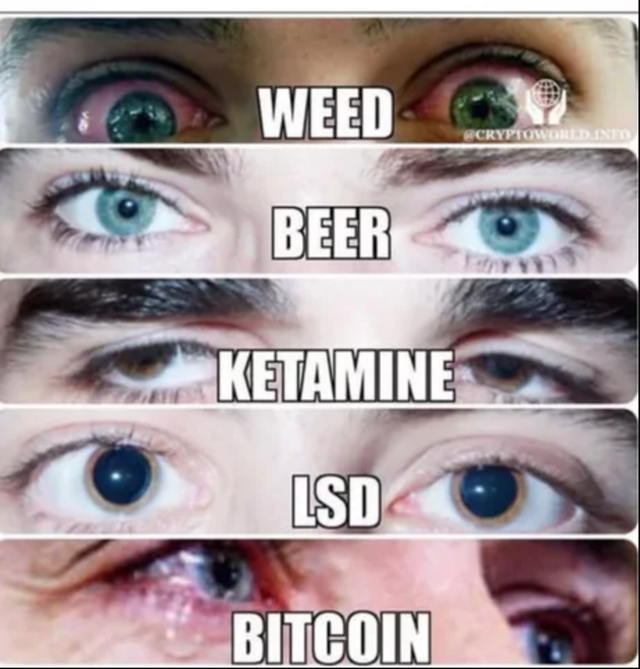 WEED
@CRYPTOWORLD.INFO
BEER
KETAMINE
LSD
BITCOIN